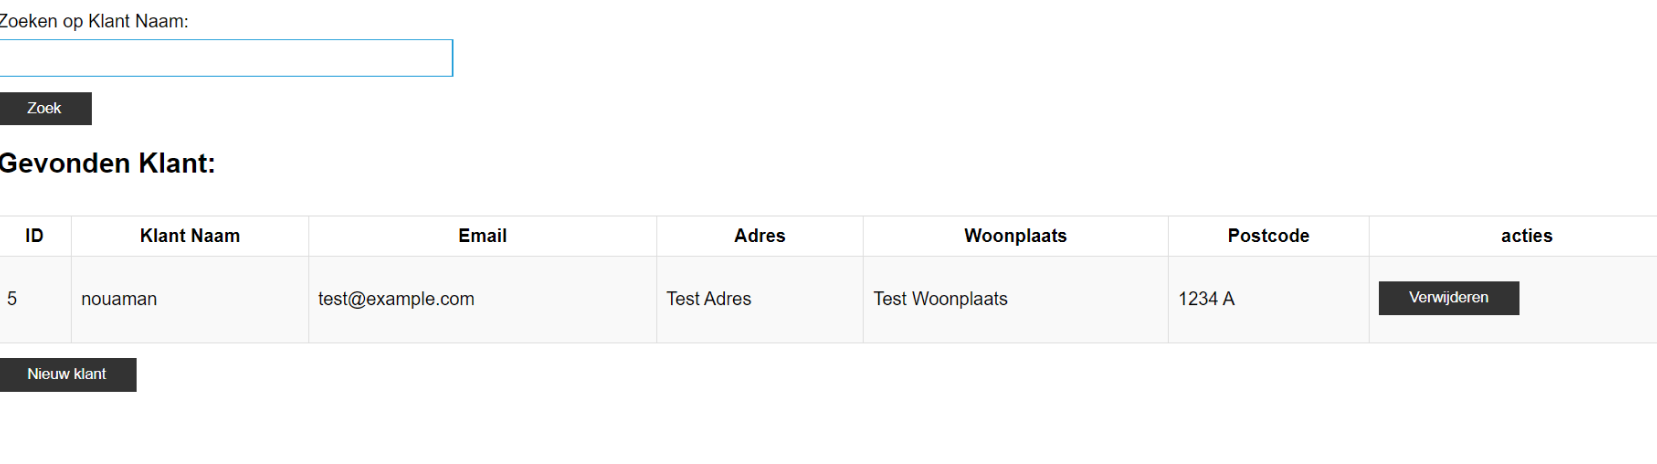 Zoeken op Klant Naam:
Zoek
Gevonden Klant:
ID Klant Naam Email Adres Woonplaats Postcode acties
5 nouaman test@example.com Test Adres Test Woonplaats 1234 A Verwijderen
Nieuw klant